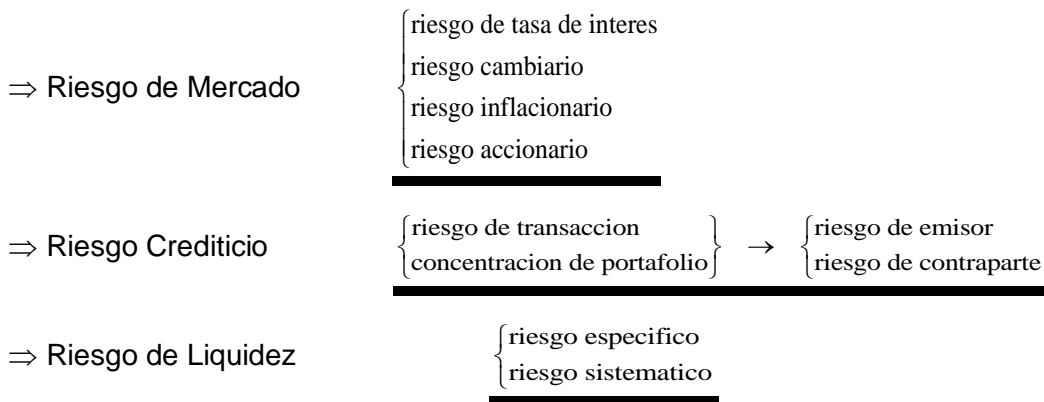 riesgo de tasa de interes
riesgo cambiario
⇒ Riesgo de Mercado
riesgo inflacionario
riesgo accionario
⇒ Riesgo Crediticio
riesgo de transaccion → riesgo de emisor
concentracion de portafolio riesgo de contraparte
⇒ Riesgo de Liquidez
riesgo especifico
riesgo sistematico